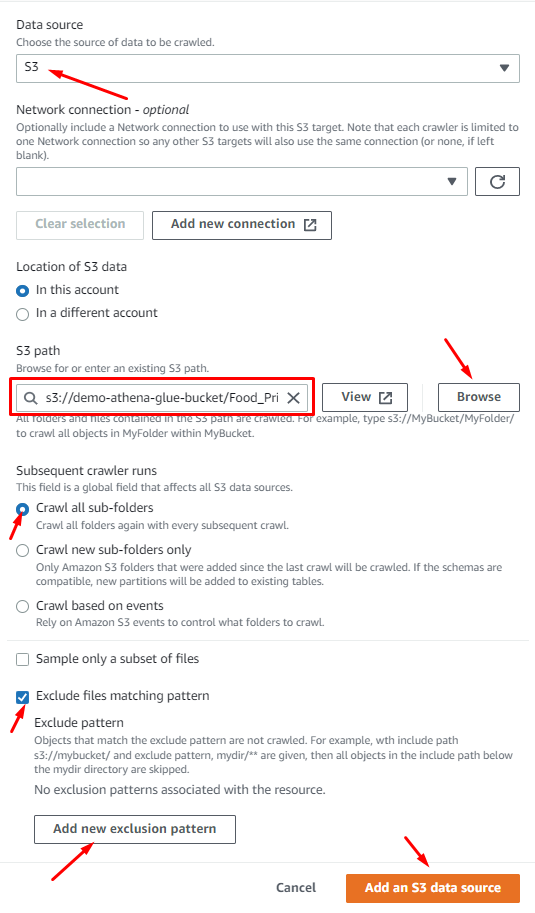 Data source
Choose the source of data to be crawled.
S3
Network connection - optional
Optionally include a Network connection to use with this S3 target. Note that each crawler is limited to
one Network connection so any other S3 targets will also use the same connection (or none, if left
blank).
Clear selection
Add new connection
Location of S3 data
In this account
In a different account
S3 path
Browse for or enter an existing S3 path.
s3://demo-athena-glue-bucket/Food_Pri
View
Browse
All folders and files contained in the S3 path are crawled. For example, type s3://MyBucket/MyFolder/
to crawl all objects in MyFolder within MyBucket.
Subsequent crawler runs
This field is a global field that affects all S3 data sources.
Crawl all sub-folders
Crawl all folders again with every subsequent crawl.
Crawl new sub-folders only
Only Amazon S3 folders that were added since the last crawl will be crawled. If the schemas are
compatible, new partitions will be added to existing tables.
Crawl based on events
Rely on Amazon S3 events to control what folders to crawl.
Sample only a subset of files
Exclude files matching pattern
Exclude pattern
Objects that match the exclude pattern are not crawled. For example, wth include path
s3://mybucket/ and exclude pattern, mydir/** are given, then all objects in the include path below
the mydir directory are skipped.
No exclusion patterns associated with the resource.
Add new exclusion pattern
Cancel
Add an S3 data source